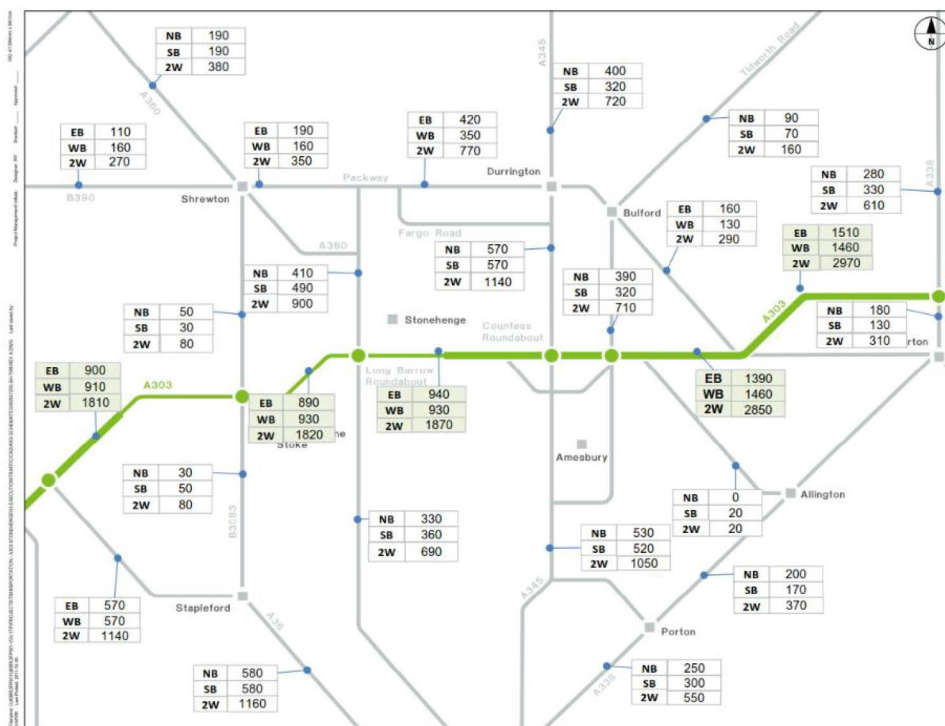 NB 190
SB 190
2W 380
A360
A345
NB 400
SB 320
2W 720
Tidworth Road
N
NB 90
SB 70
2W 160
EB 110
WB 160
2W 270
EB 190
WB 160
2W 350
EB 420
WB 350
2W 770
Durrington
NB 280
SB 330
2W 610
A338
B390
Shrewton
Packway
Fargo Road
Bulford
EB 160
WB 130
2W 290
EB 1510
WB 1460
2W 2970
A360
NB 410
SB 490
2W 900
NB 570
SB 570
2W 1140
NB 390
SB 320
2W 710
A303
NB 50
SB 30
2W 80
Stonehenge
Countess
Roundabout
NB 180
SB 130
2W 310
rton
EB 900
WB 910
2W 1810
A303
Long Barrow
Roundabout
EB 890
WB 930
2W 1820
Stoke
ne
EB 940
WB 930
2W 1870
EB 1390
WB 1460
2W 2850
Amesbury
NB 30
SB 50
2W 80
B3083
NB 0
SB 20
2W 20
Allington
NB 330
SB 360
2W 690
NB 530
SB 520
2W 1050
NB 200
SB 170
2W 370
EB 570
WB 570
2W 1140
Stapleford
A36
A345
Porton
NB 580
SB 580
2W 1160
A338
NB 250
SB 300
2W 550